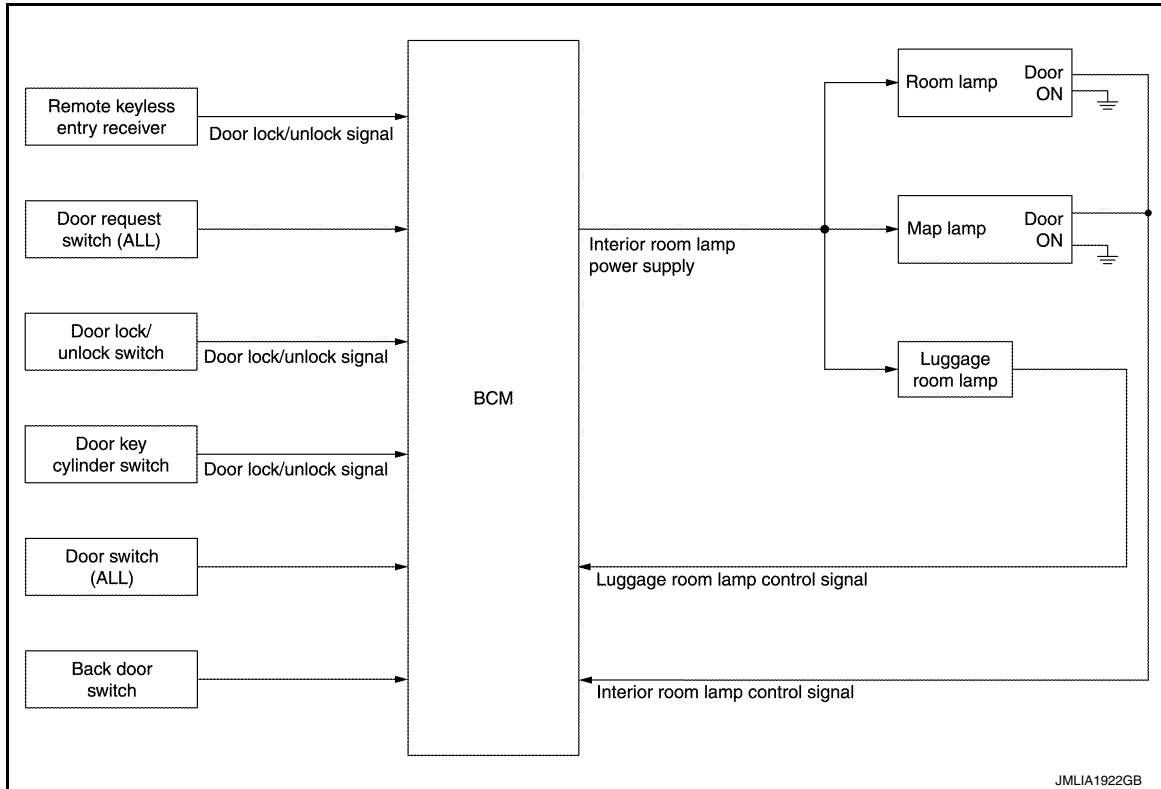 Remote keyless
entry receiver
Door lock/unlock signal
Door request
switch (ALL)
Door lock/
unlock switch
Door lock/unlock signal
Door key
cylinder switch
Door lock/unlock signal
Door switch
(ALL)
Back door
switch
BCM
Interior room lamp
power supply
Room lamp
Door
ON
Map lamp
Door
ON
Luggage
room lamp
Luggage room lamp control signal
Interior room lamp control signal
JMLIA1922GB